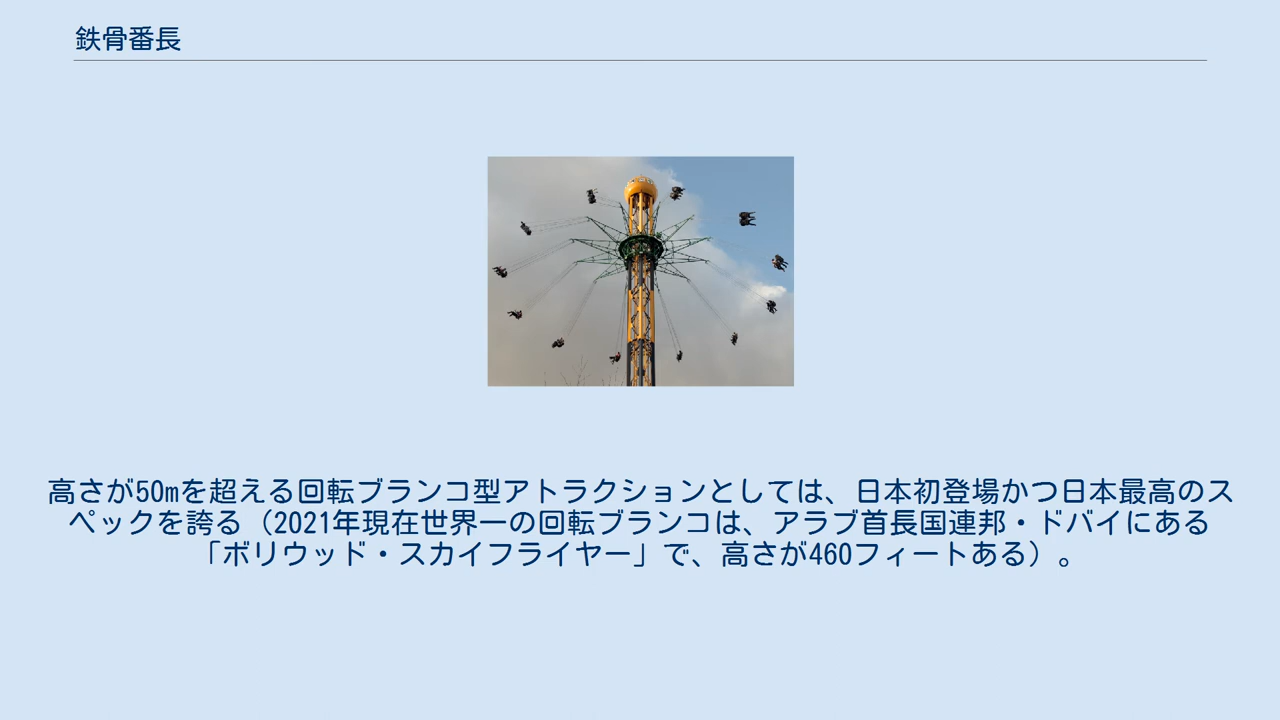 鉄骨番長
高さが50mを超える回転ブランコ型アトラクションとしては、日本初登場かつ日本最高のス
ペックを誇る（2021年現在世界一の回転ブランコは、アラブ首長国連邦・ドバイにある
「ボリウッド・スカイフライヤー」で、高さが460フィートある）。